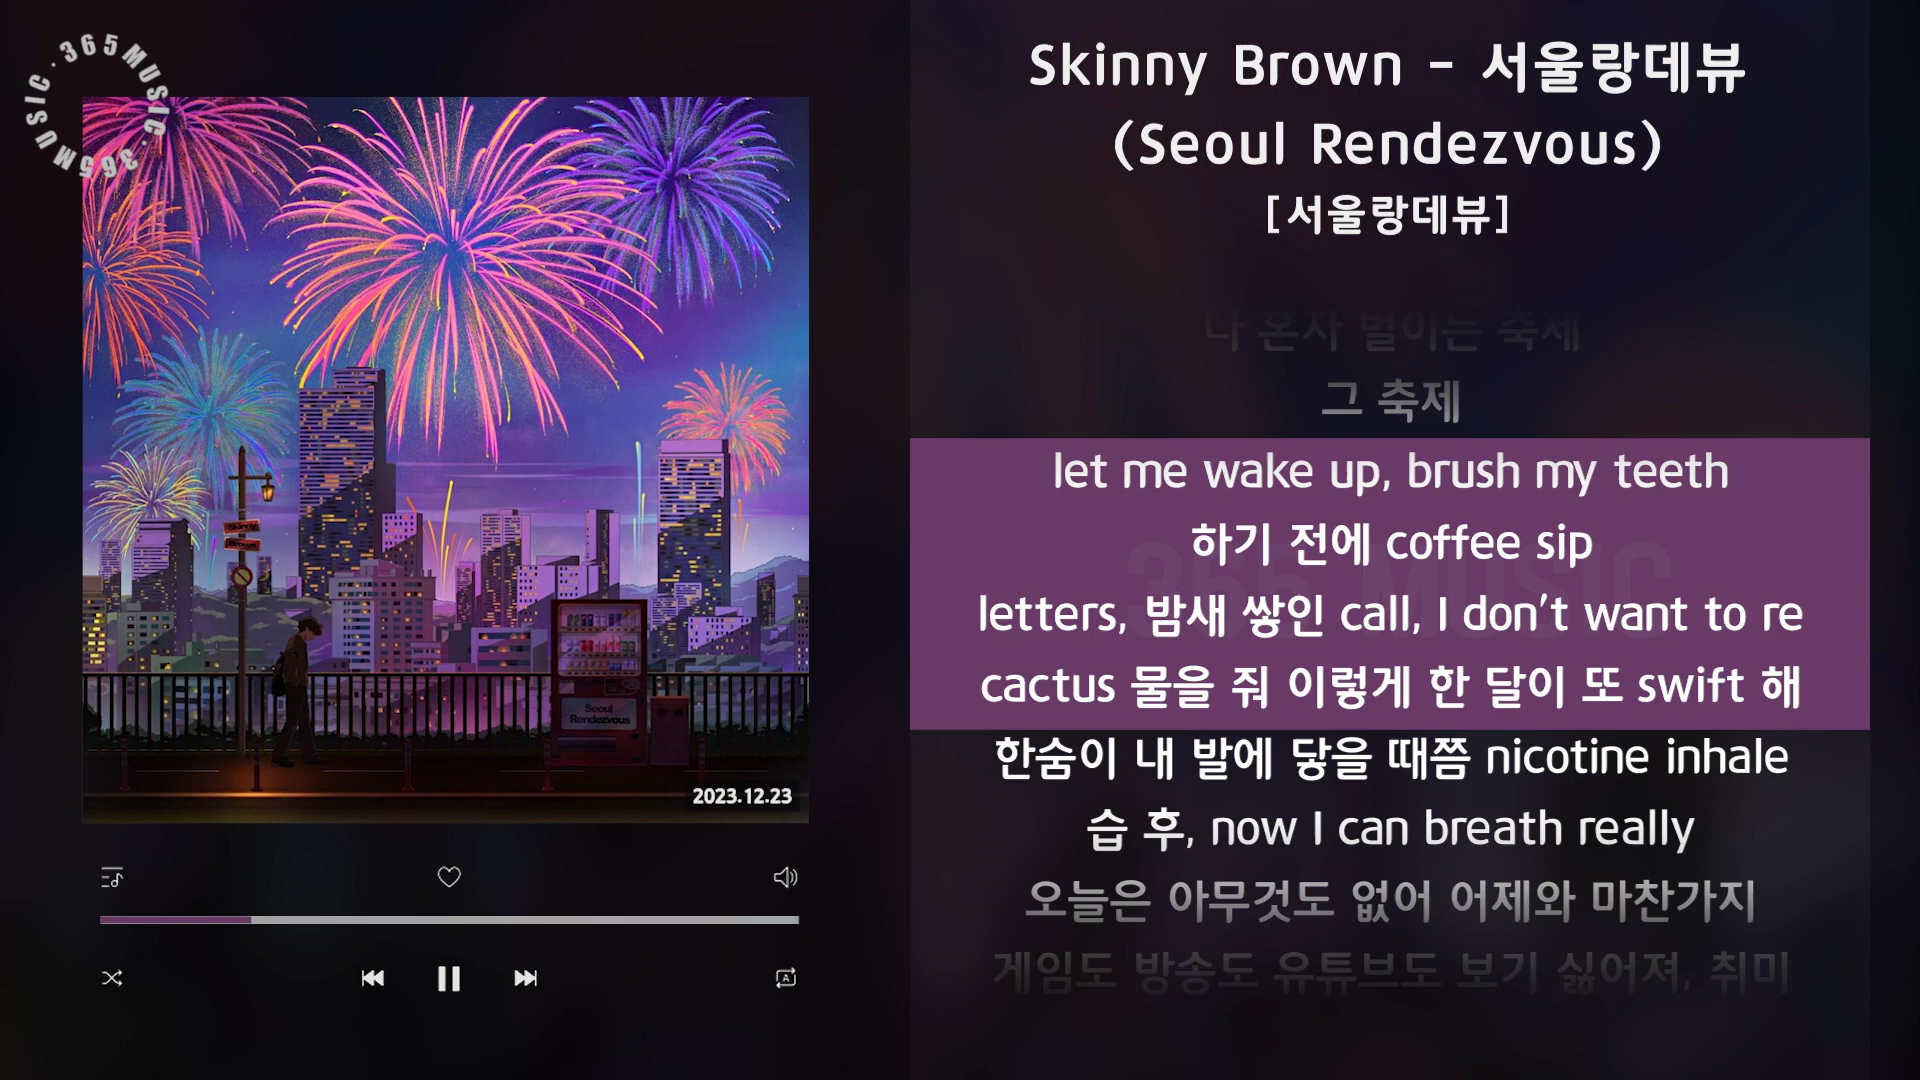 365MUSIC · 365MUSIC ·
Skinny Brown - 서울랑데뷰
(Seoul Rendezvous)
[서울랑데뷰]
나 혼자 벌이는 축제
그 축제
let me wake up, brush my teeth
하기 전에 coffee sip
letters, 밤새 쌓인 call, I don't want to re
cactus 물을 줘 이렇게 한 달이 또 swift 해
한숨이 내 발에 닿을 때쯤 nicotine inhale
습 후, now I can breath really
오늘은 아무것도 없어 어제와 마찬가지
게임도 방송도 유튜브도 보기 싫어져, 취미
365 MUSIC
Skinny
Brown
Seoul
Rendezvous
2023.12.23
A